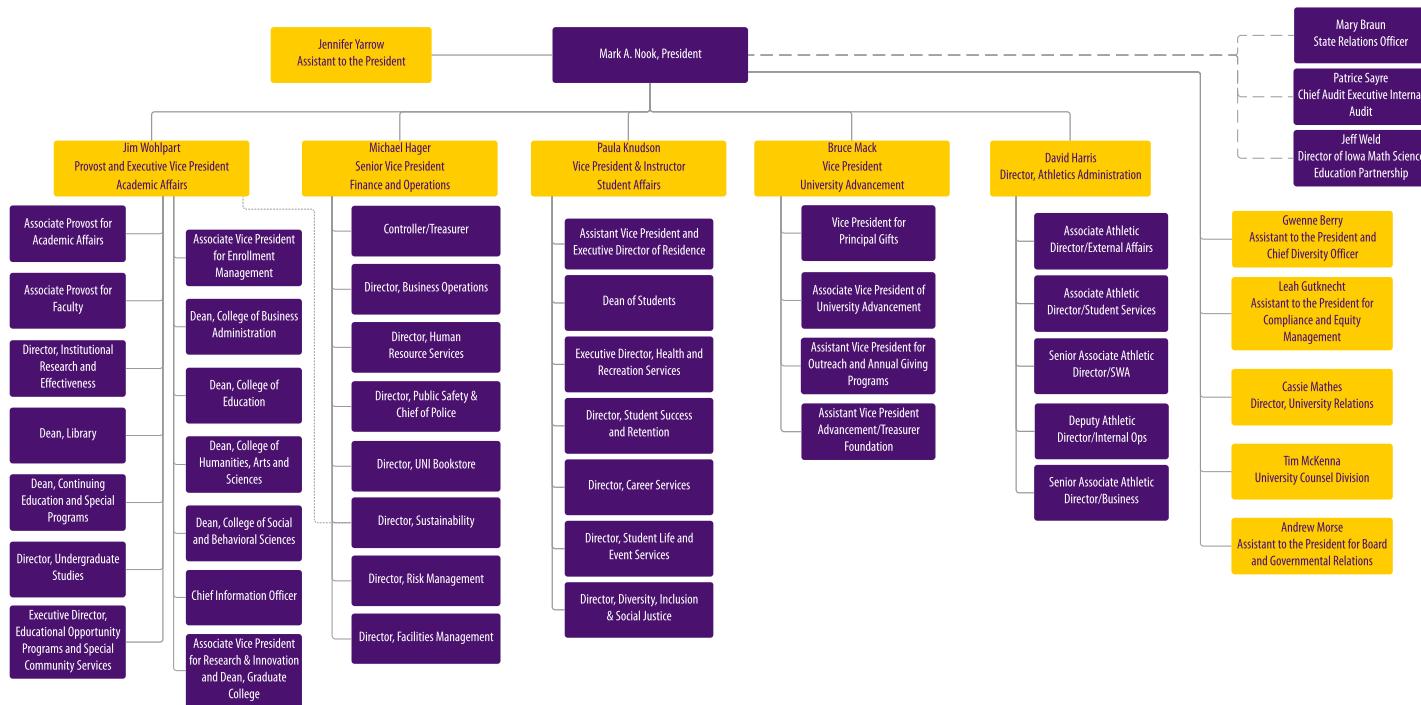 Jennifer Yarrow
Assistant to the President
Mark A. Nook, President
Mary Braun
State Relations Officer
Patrice Sayre
Chief Audit Executive Interna
Audit
Jeff Weld
Director of Iowa Math Science
Education Partnership
Jim Wohlpart
Provost and Executive Vice President
Academic Affairs
Michael Hager
Senior Vice President
Finance and Operations
Paula Knudson
Vice President & Instructor
Student Affairs
Bruce Mack
Vice President
University Advancement
David Harris
Director, Athletics Administration
Associate Provost for
Academic Affairs
Associate Provost for
Faculty
Director, Institutional
Research and
Effectiveness
Dean, Library
Dean, Continuing
Education and Special
Programs
Director, Undergraduate
Studies
Executive Director,
Educational Opportunity
Programs and Special
Community Services
Associate Vice President
for Enrollment
Management
Dean, College of Business
Administration
Dean, College of
Education
Dean, College of
Humanities, Arts and
Sciences
Dean, College of Social
and Behavioral Sciences
Chief Information Officer
Associate Vice President
for Research & Innovation
and Dean, Graduate
College
Controller/Treasurer
Director, Business Operations
Director, Human
Resource Services
Director, Public Safety &
Chief of Police
Director, UNI Bookstore
Director, Sustainability
Director, Risk Management
Director, Facilities Management
Assistant Vice President and
Executive Director of Residence
Dean of Students
Executive Director, Health and
Recreation Services
Director, Student Success
and Retention
Director, Career Services
Director, Student Life and
Event Services
Director, Diversity, Inclusion
& Social Justice
Vice President for
Principal Gifts
Associate Vice President of
University Advancement
Assistant Vice President for
Outreach and Annual Giving
Programs
Assistant Vice President
Advancement/Treasurer
Foundation
Associate Athletic
Director/External Affairs
Associate Athletic
Director/Student Services
Senior Associate Athletic
Director/SWA
Deputy Athletic
Director/Internal Ops
Senior Associate Athletic
Director/Business
Gwenne Berry
Assistant to the President and
Chief Diversity Officer
Leah Gutknecht
Assistant to the President for
Compliance and Equity
Management
Cassie Mathes
Director, University Relations
Tim McKenna
University Counsel Division
Andrew Morse
Assistant to the President for Board
and Governmental Relations